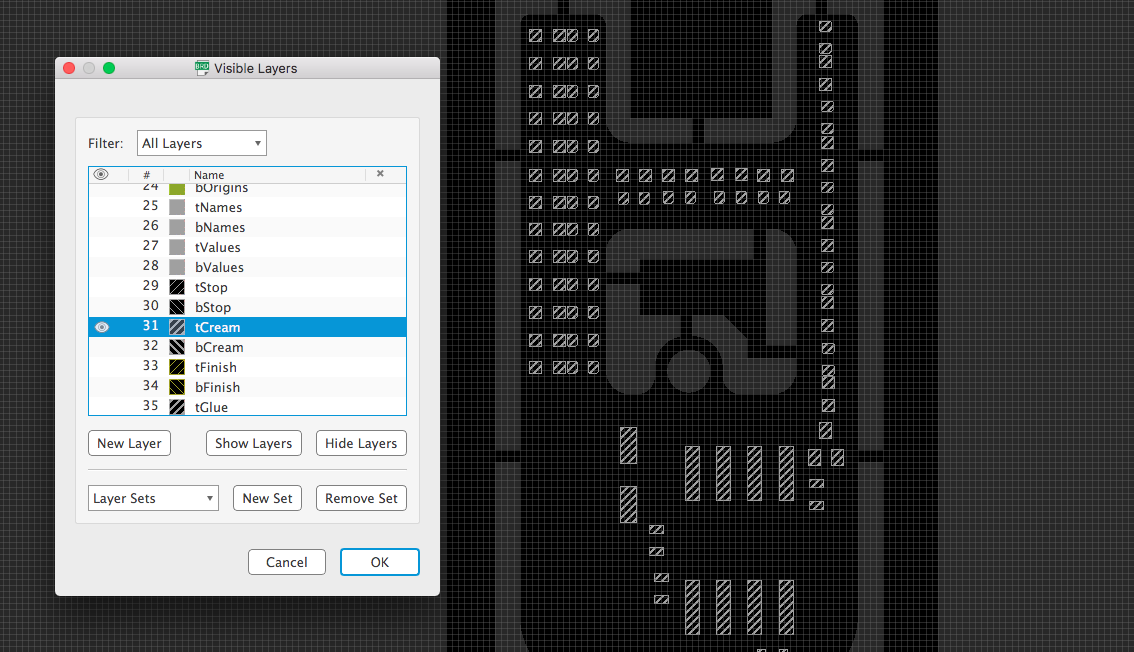 BRD
Visible Layers
Filter: All Layers
# Name ×
24 bOrigins
25 tNames
26 bNames
27 tValues
28 bValues
29 tStop
30 bStop
31 tCream
32 bCream
33 tFinish
34 bFinish
35 tGlue
New Layer Show Layers Hide Layers
Layer Sets New Set Remove Set
Cancel OK